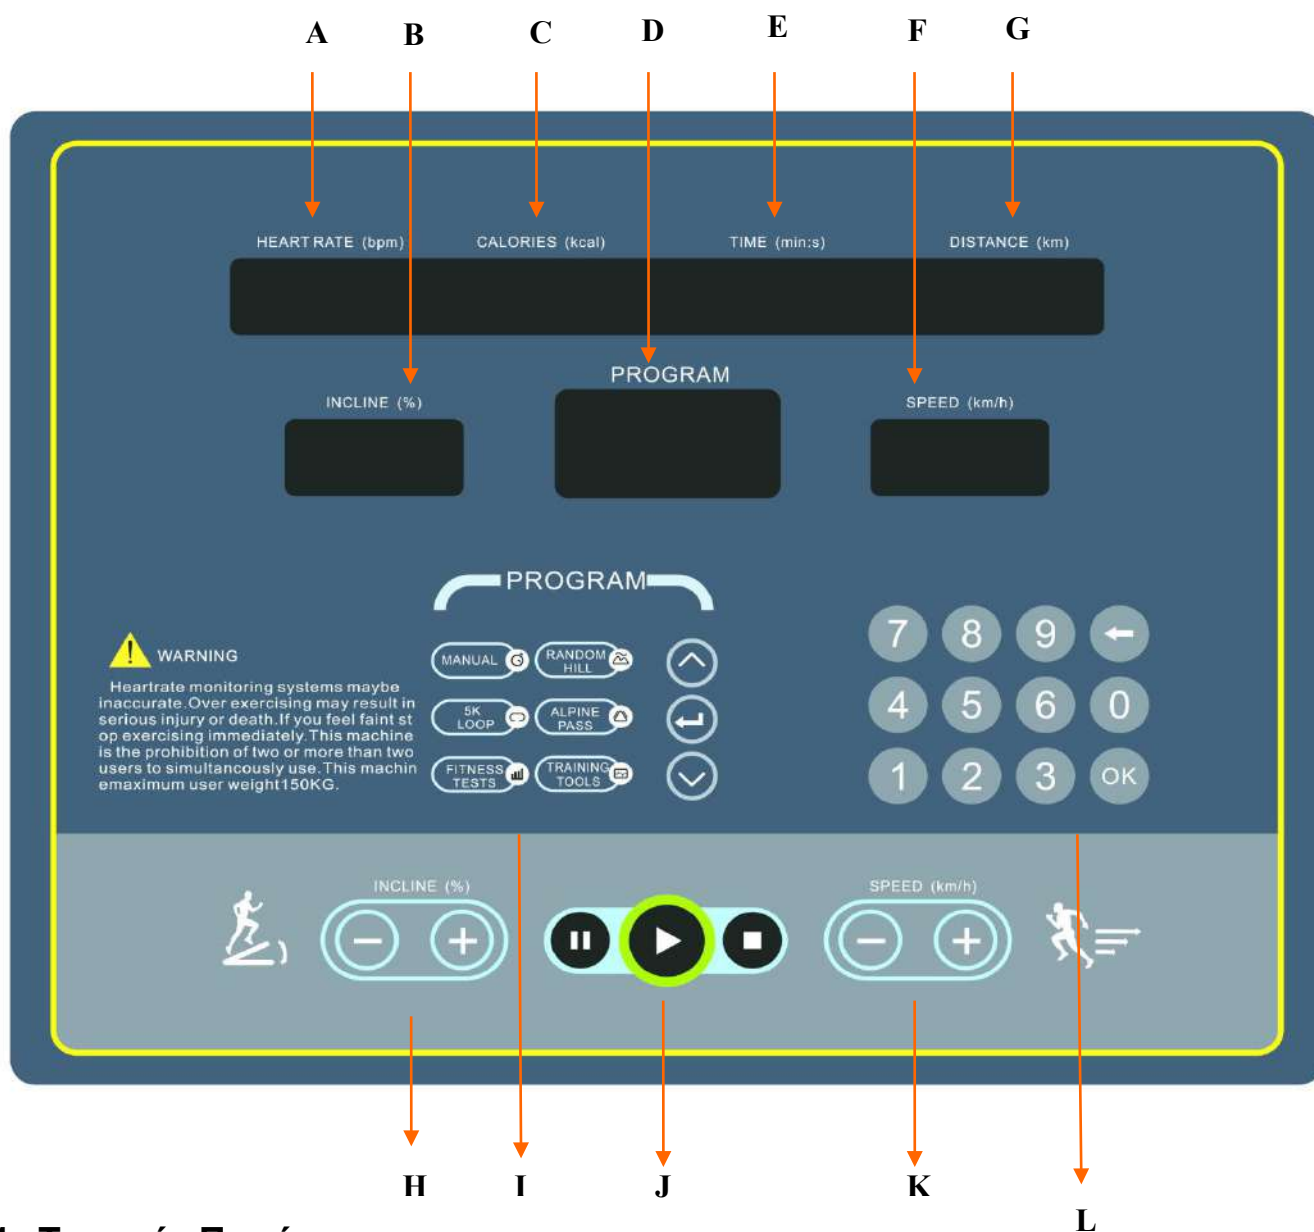 A B C D E F G
HEART RATE (bpm) CALORIES (kcal) TIME (min:s) DISTANCE (km)
PROGRAM
INCLINE (%) SPEED (km/h)
PROGRAM
WARNING
Heartrate monitoring systems maybe
inaccurate.Over exercising may result in
serious injury or death.If you feel faint st
op exercising immediately.This machine
is the prohibition of two or more than two
users to simultancously use.This machin
emaximum user weight150KG.
MANUAL
RANDOM
HILL
5K
LOOP
ALPINE
PASS
FITNESS
TESTS
TRAINING
TOOLS
7 8 9
4 5 6 0
1 2 3 OK
INCLINE (%) SPEED (km/h)
H I J K
L